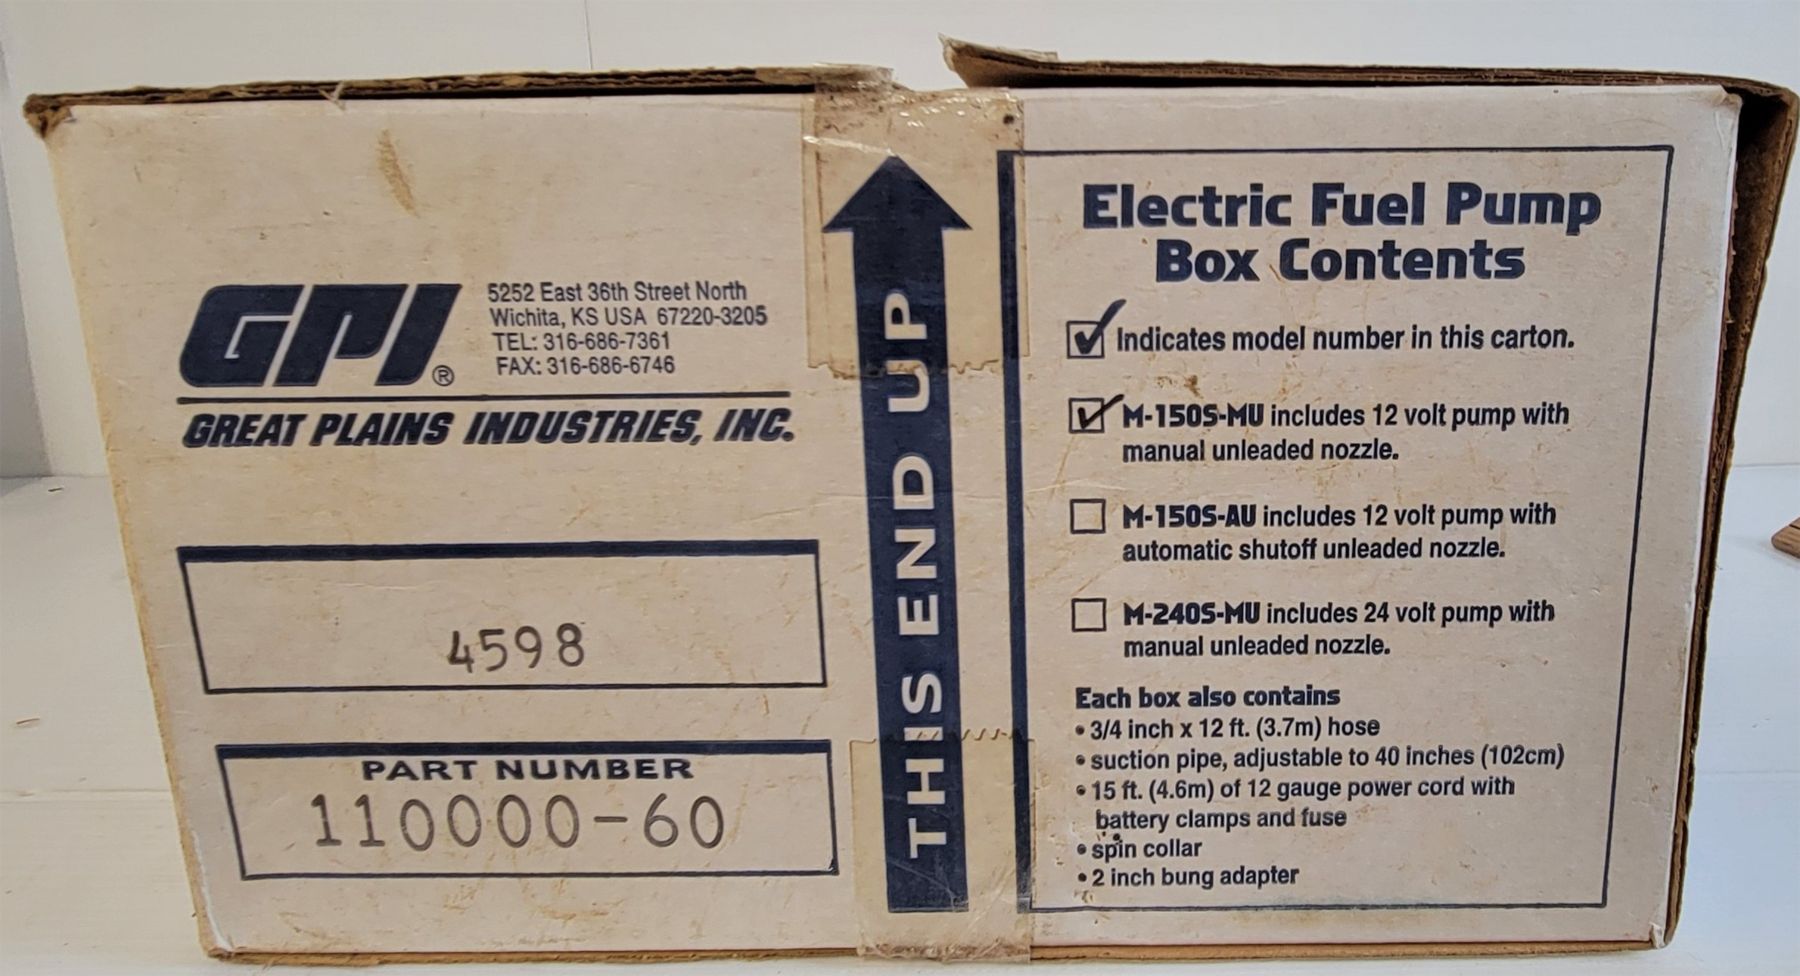 GPI®
5252 East 36th Street North
Wichita, KS USA 67220-3205
TEL: 316-686-7361
FAX: 316-686-6746
GREAT PLAINS INDUSTRIES, INC.
4598
PART NUMBER
110000-60
THIS END UP
Electric Fuel Pump
Box Contents
Indicates model number in this carton.
M-150S-MU includes 12 volt pump with
manual unleaded nozzle.
M-150S-AU includes 12 volt pump with
automatic shutoff unleaded nozzle.
M-240S-MU includes 24 volt pump with
manual unleaded nozzle.
Each box also contains
• 3/4 inch x 12 ft. (3.7m) hose
• suction pipe, adjustable to 40 inches (102cm)
• 15 ft. (4.6m) of 12 gauge power cord with
battery clamps and fuse
• spin collar
• 2 inch bung adapter